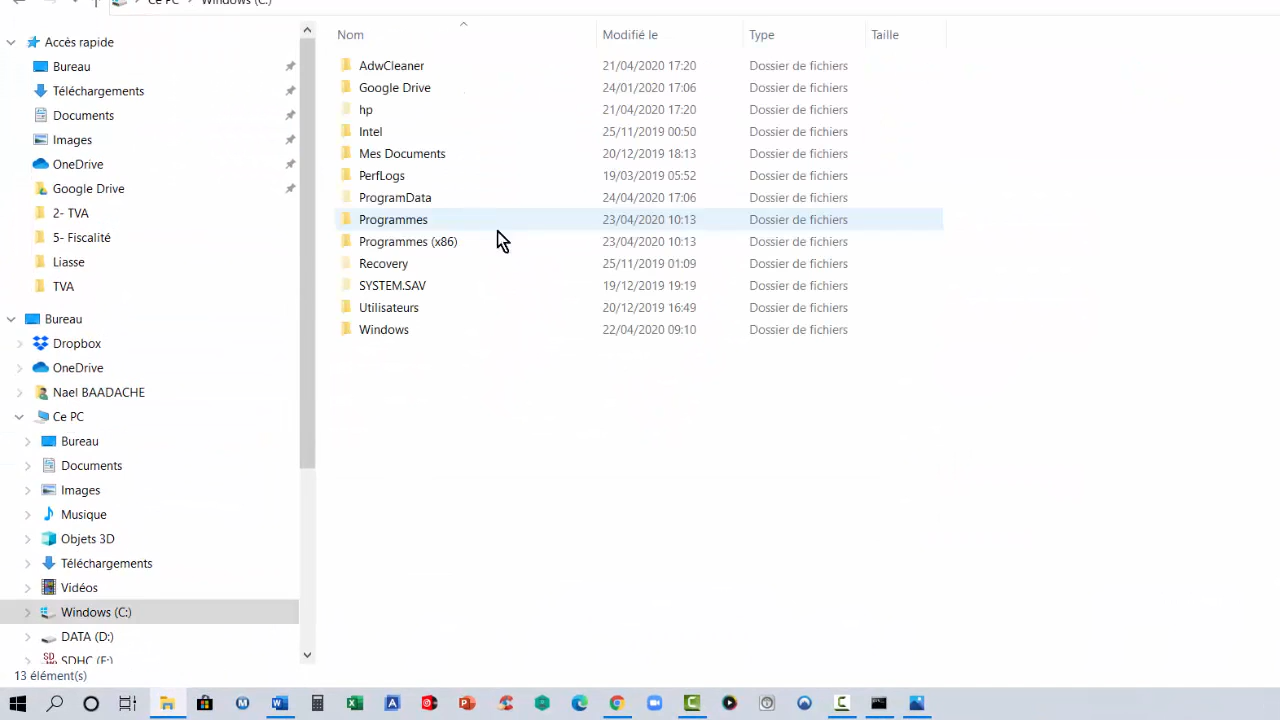 Ce PC > Windows (C:)
Nom Modifié le Type Taille
Accès rapide
Bureau
Téléchargements
Documents
Images
OneDrive
Google Drive
2- TVA
5- Fiscalité
Liasse
TVA
Bureau
Dropbox
OneDrive
Nael BAADACHE
Ce PC
Bureau
Documents
Images
Musique
Objets 3D
Téléchargements
Vidéos
Windows (C:)
DATA (D:)
SDHC (F:)
AdwCleaner 21/04/2020 17:20 Dossier de fichiers
Google Drive 24/01/2020 17:06 Dossier de fichiers
hp 21/04/2020 17:20 Dossier de fichiers
Intel 25/11/2019 00:50 Dossier de fichiers
Mes Documents 20/12/2019 18:13 Dossier de fichiers
PerfLogs 19/03/2019 05:52 Dossier de fichiers
ProgramData 24/04/2020 17:06 Dossier de fichiers
Programmes 23/04/2020 10:13 Dossier de fichiers
Programmes (x86) 23/04/2020 10:13 Dossier de fichiers
Recovery 25/11/2019 01:09 Dossier de fichiers
SYSTEM.SAV 19/12/2019 19:19 Dossier de fichiers
Utilisateurs 20/12/2019 16:49 Dossier de fichiers
Windows 22/04/2020 09:10 Dossier de fichiers
13 élément(s)